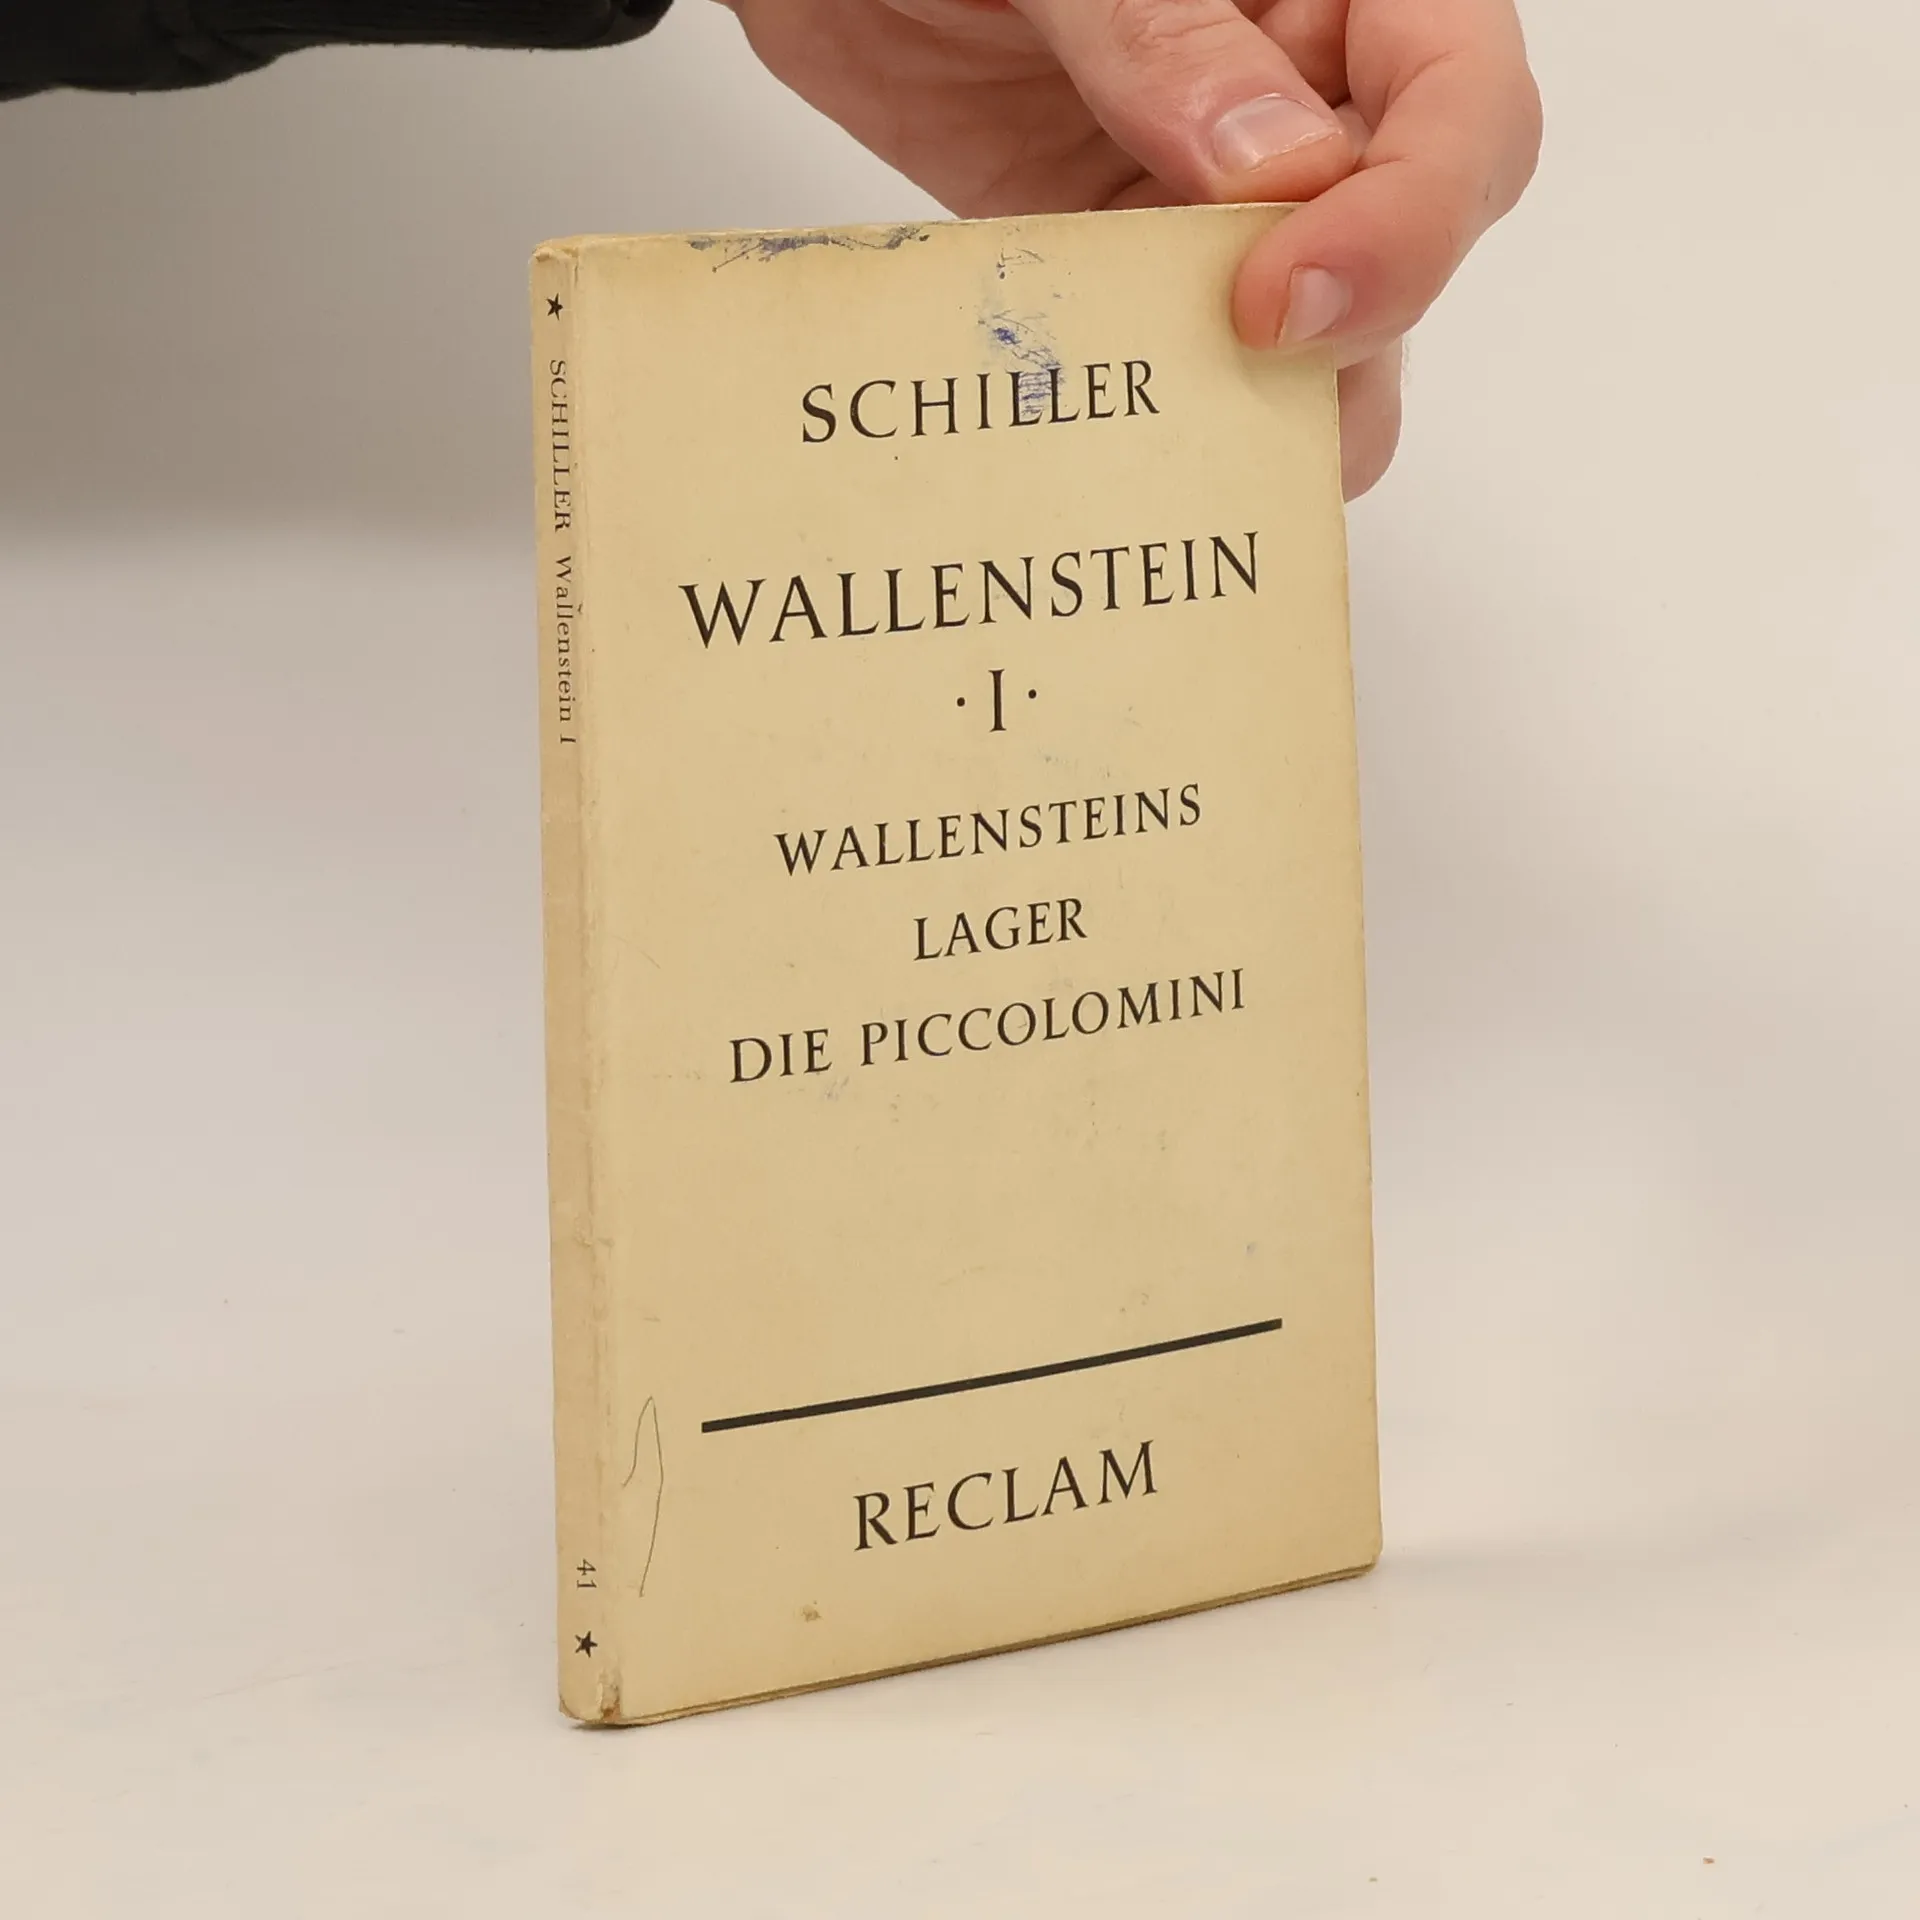 SCHILLER
WALLENSTEIN
· I ·
WALLENSTEINS
LAGER
DIE PICCOLOMINI
RECLAM
★ SCHILLER Wallenstein I 41 ★